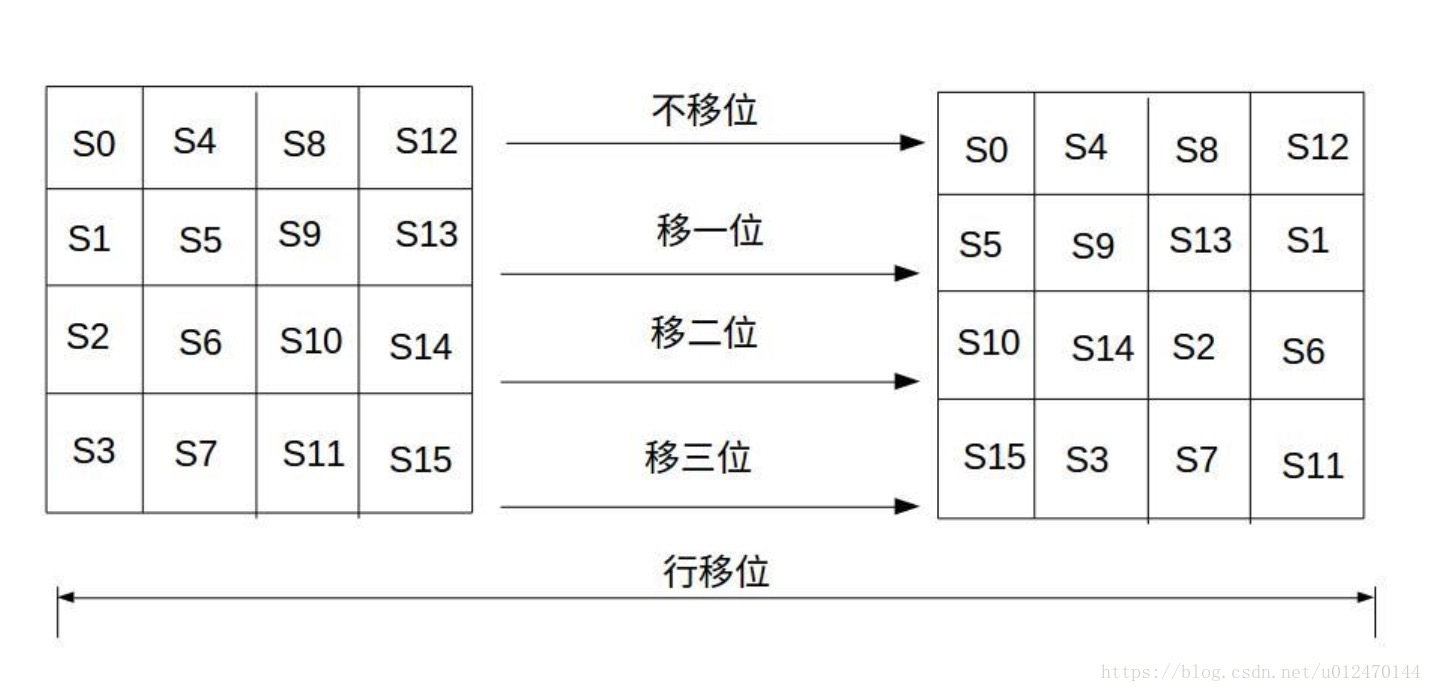 S0 S4 S8 S12 不移位 S0 S4 S8 S12
S1 S5 S9 S13 移一位 S5 S9 S13 S1
S2 S6 S10 S14 移二位 S10 S14 S2 S6
S3 S7 S11 S15 移三位 S15 S3 S7 S11
行移位
https://blog.csdn.net/u012470144